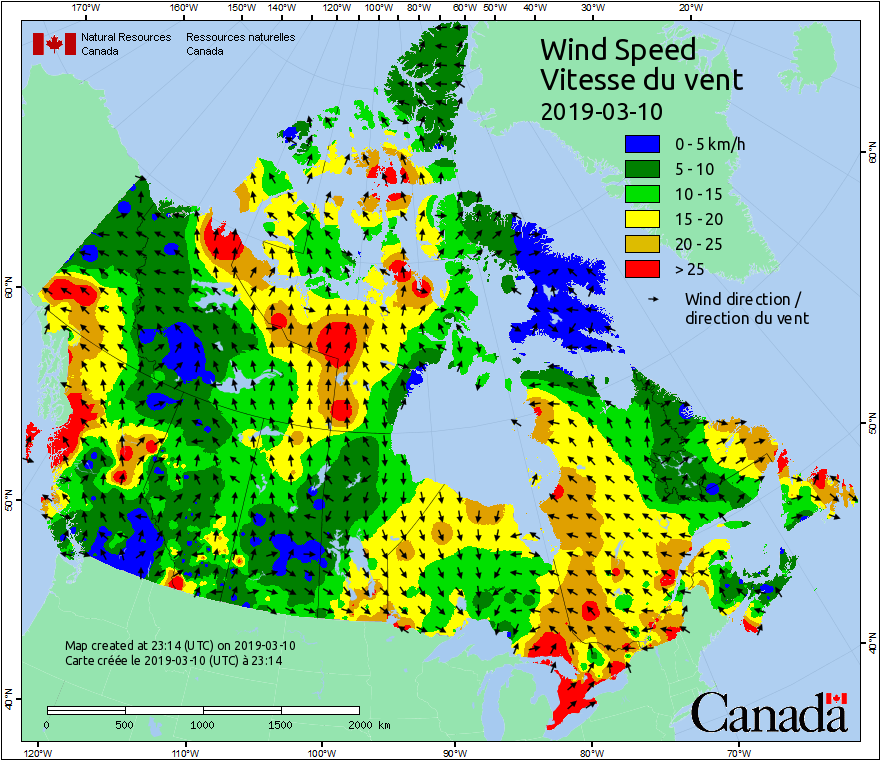 170°W 160°W 150°W 140°W 130°W 120°W 110°W 100°W 90°W 80°W 70°W 60°W 50°W 40°W 30°W 20°W
Natural Resources Canada
Ressources naturelles Canada
Wind Speed
Vitesse du vent
2019-03-10
0 - 5 km/h
5 - 10
10 - 15
15 - 20
20 - 25
> 25
Wind direction /
direction du vent
60°N
50°N
40°N
60°N
50°N
40°N
Map created at 23:14 (UTC) on 2019-03-10
Carte créée le 2019-03-10 (UTC) à 23:14
0 500 1000 1500 2000 km
Canada
120°W 110°W 100°W 90°W 80°W 70°W